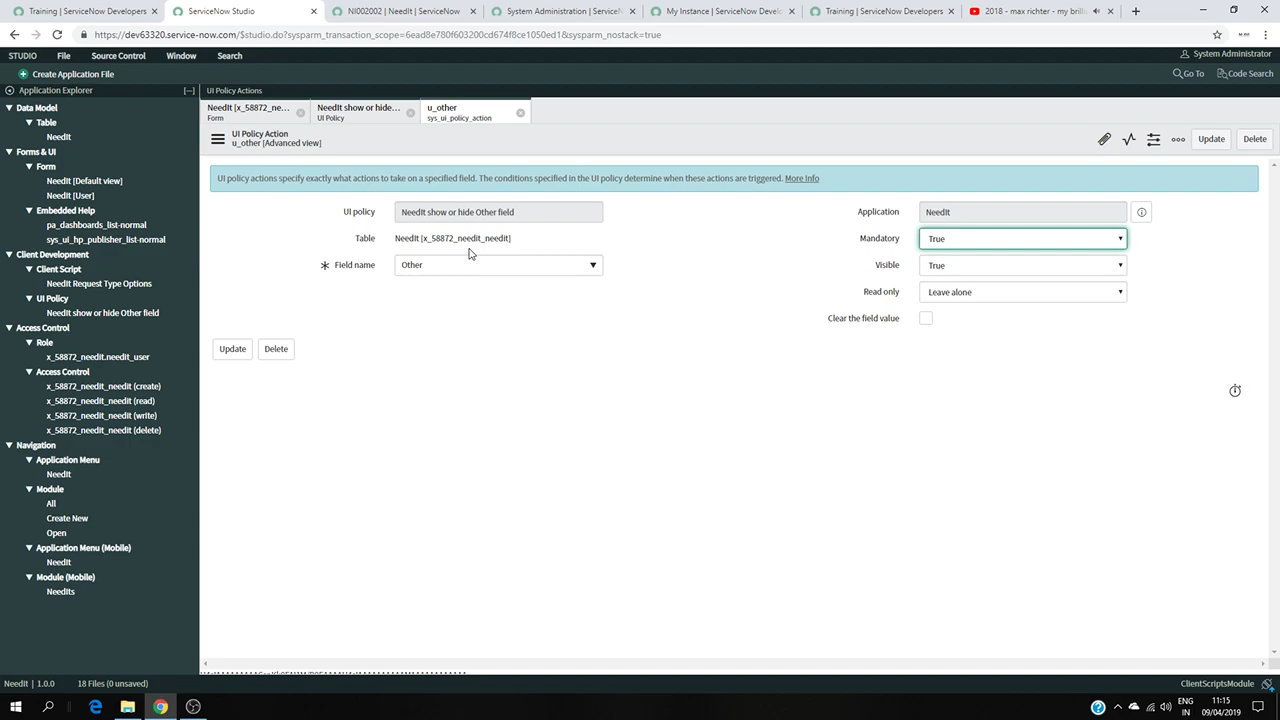 Training | ServiceNow Developers
ServiceNow Studio
NI002002 | NeedIt | ServiceNow
System Administration | ServiceN
My Instance | ServiceNow Develo
Training | ServiceNow Developers
2018 - max richter - my brillia
https://dev63320.service-now.com/$studio.do?sysparm_transaction_scope=6ead8e780f603200cd674f8ce1050ed1&sysparm_nostack=true
STUDIO File Source Control Window Search
System Administrator
Create Application File
Go To
Code Search
Application Explorer
[—]
UI Policy Actions
Data Model
Table
NeedIt
Forms & UI
Form
NeedIt [Default view]
NeedIt [User]
Embedded Help
pa_dashboards_list-normal
sys_ui_hp_publisher_list-normal
Client Development
Client Script
NeedIt Request Type Options
UI Policy
NeedIt show or hide Other field
Access Control
Role
x_58872_needit.needit_user
Access Control
x_58872_needit_needit (create)
x_58872_needit_needit (read)
x_58872_needit_needit (write)
x_58872_needit_needit (delete)
Navigation
Application Menu
NeedIt
Module
All
Create New
Open
Application Menu (Mobile)
NeedIt
Module (Mobile)
NeedIts
NeedIt [x_58872_ne...
Form
NeedIt show or hide...
UI Policy
u_other
sys_ui_policy_action
UI Policy Action
u_other [Advanced view]
Update
Delete
UI policy actions specify exactly what actions to take on a specified field. The conditions specified in the UI policy determine when these actions are triggered. More Info
UI policy NeedIt show or hide Other field
Table NeedIt [x_58872_needit_needit]
Field name Other
Application NeedIt
Mandatory True
Visible True
Read only Leave alone
Clear the field value
Update
Delete
NeedIt | 1.0.0 18 Files (0 unsaved)
ClientScriptsModule
ENG
IN
11:15
09/04/2019